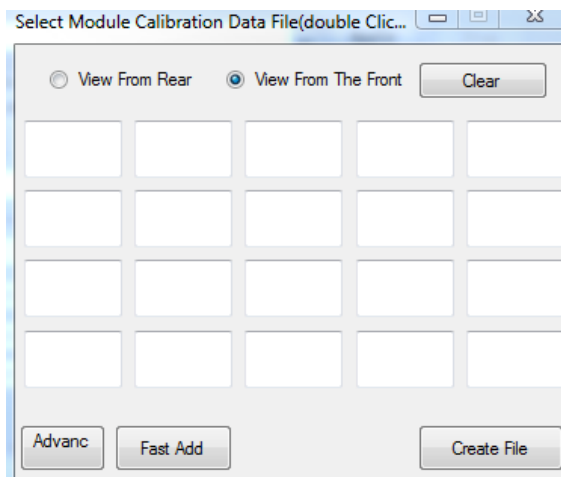 Select Module Calibration Data File(double Clic...
View From Rear View From The Front Clear
Advanc Fast Add Create File